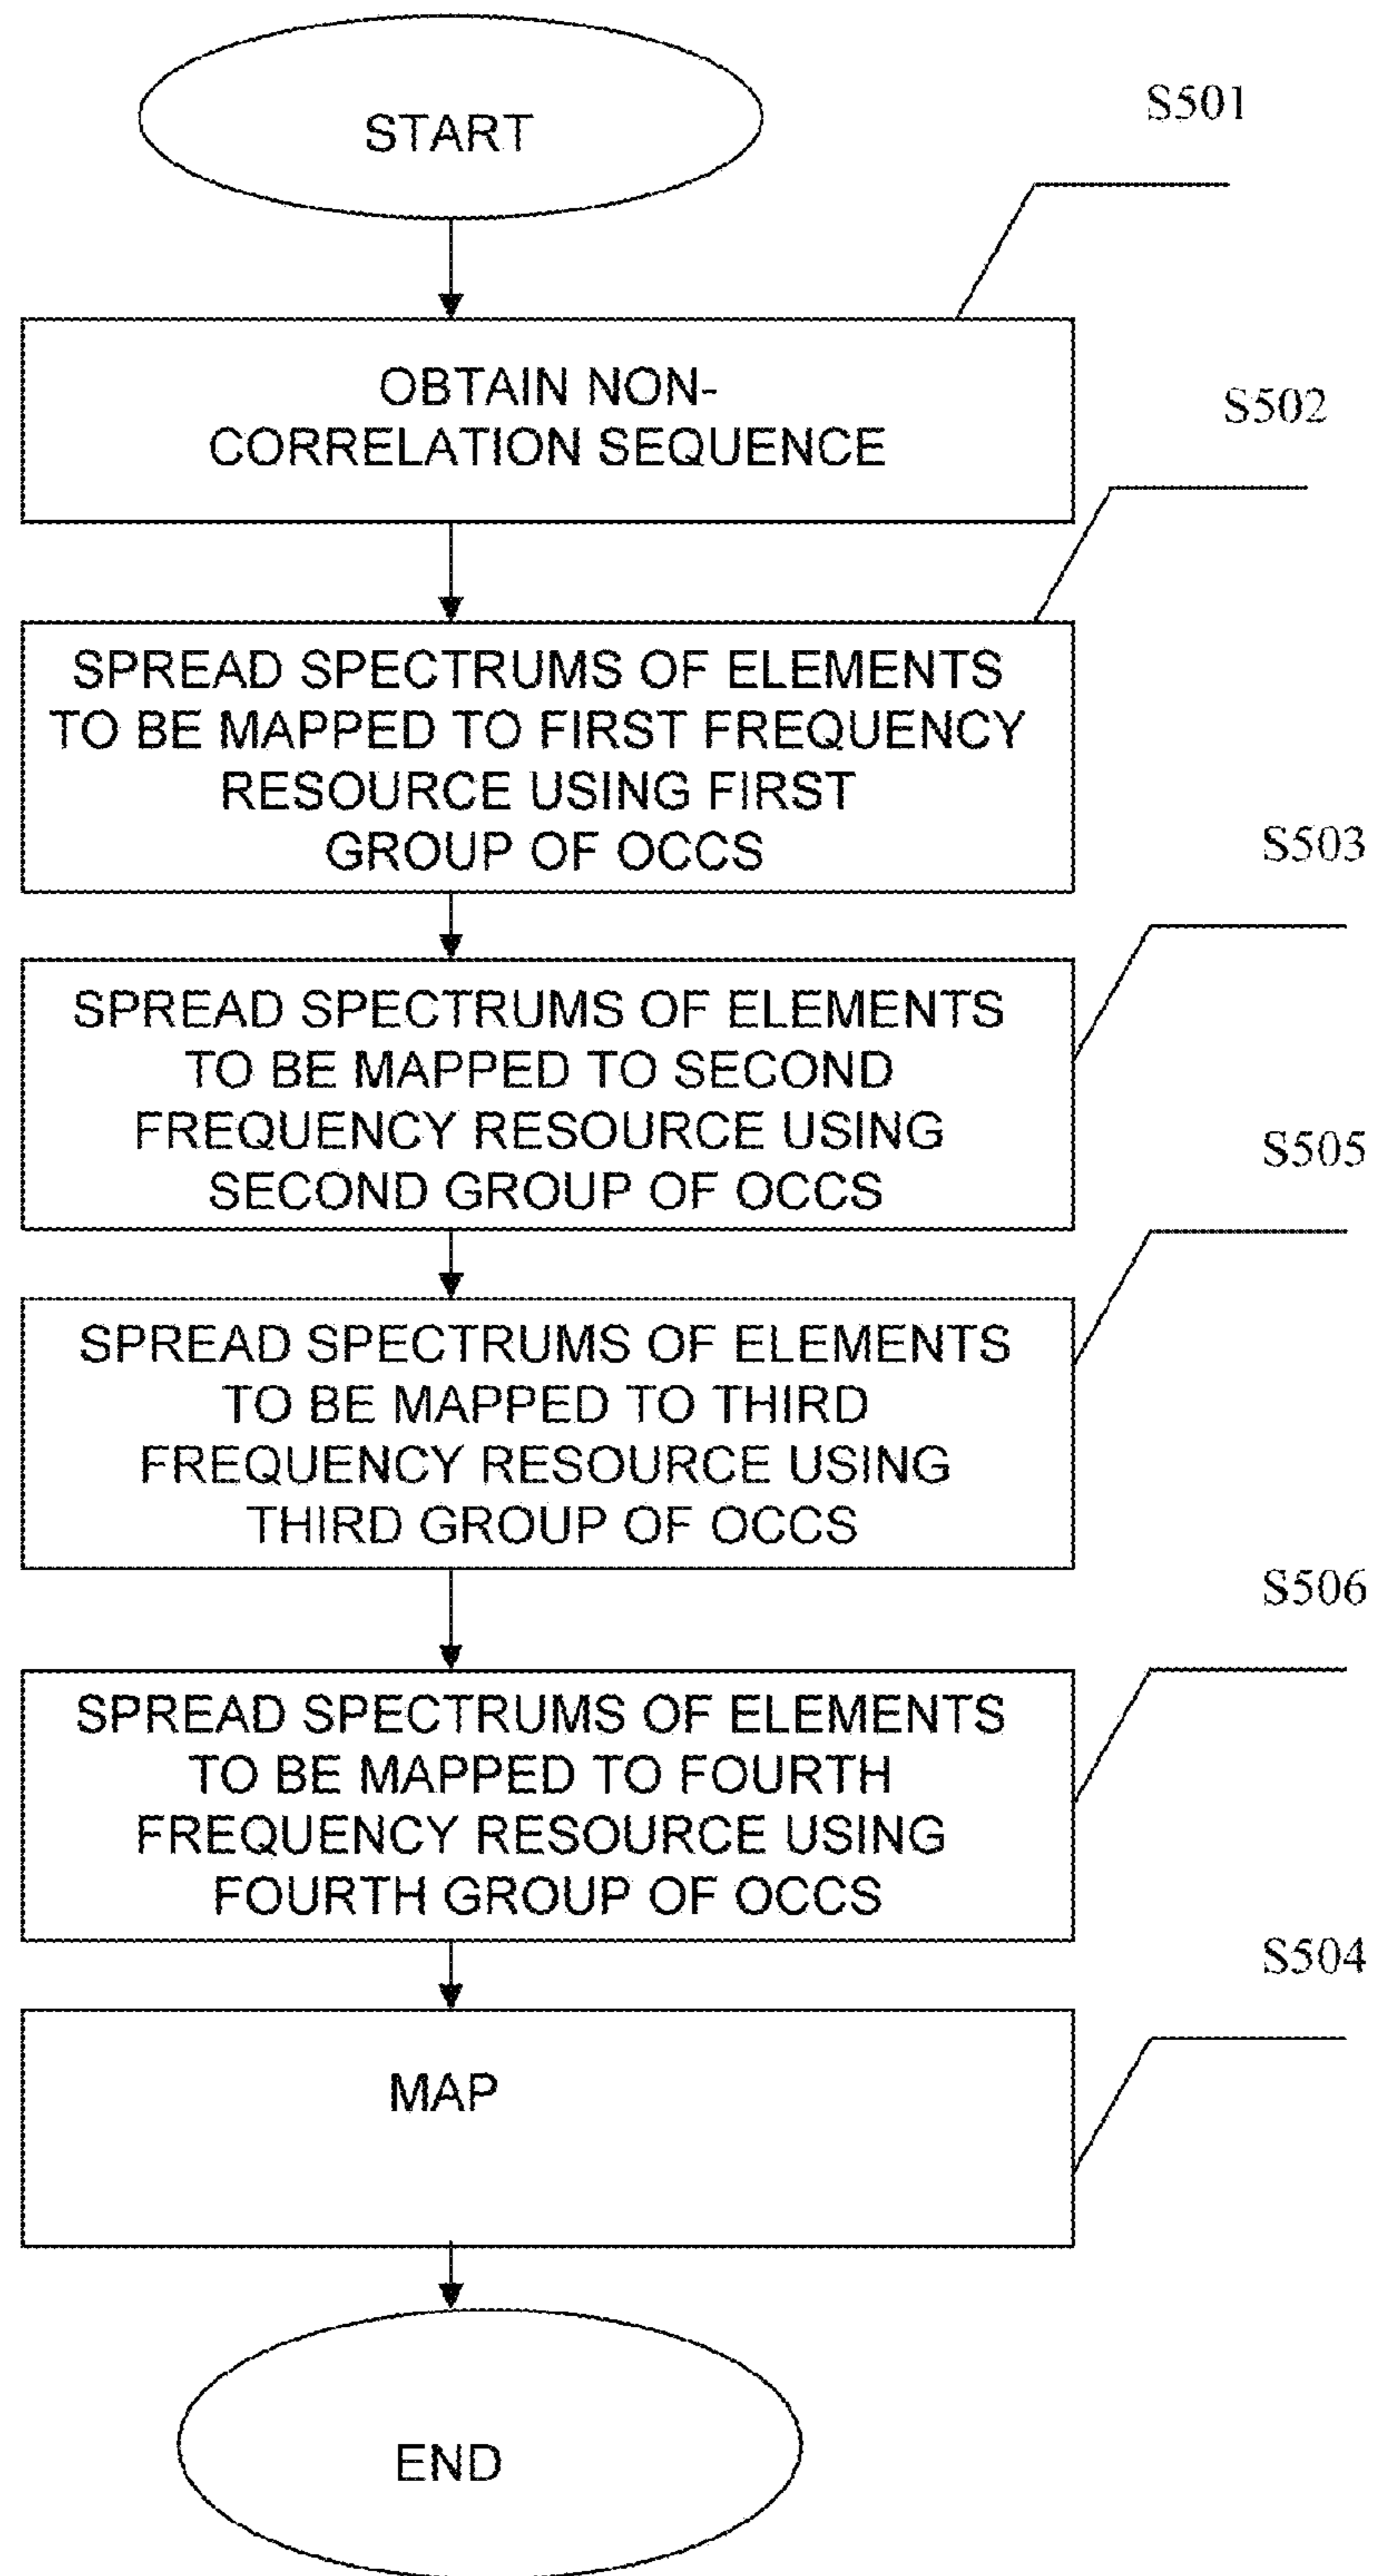 START
S501
OBTAIN NON-
CORRELATION SEQUENCE
S502
SPREAD SPECTRUMS OF ELEMENTS
TO BE MAPPED TO FIRST FREQUENCY
RESOURCE USING FIRST
GROUP OF OCCS
S503
SPREAD SPECTRUMS OF ELEMENTS
TO BE MAPPED TO SECOND
FREQUENCY RESOURCE USING
SECOND GROUP OF OCCS
S505
SPREAD SPECTRUMS OF ELEMENTS
TO BE MAPPED TO THIRD
FREQUENCY RESOURCE USING
THIRD GROUP OF OCCS
S506
SPREAD SPECTRUMS OF ELEMENTS
TO BE MAPPED TO FOURTH
FREQUENCY RESOURCE USING
FOURTH GROUP OF OCCS
S504
MAP
END